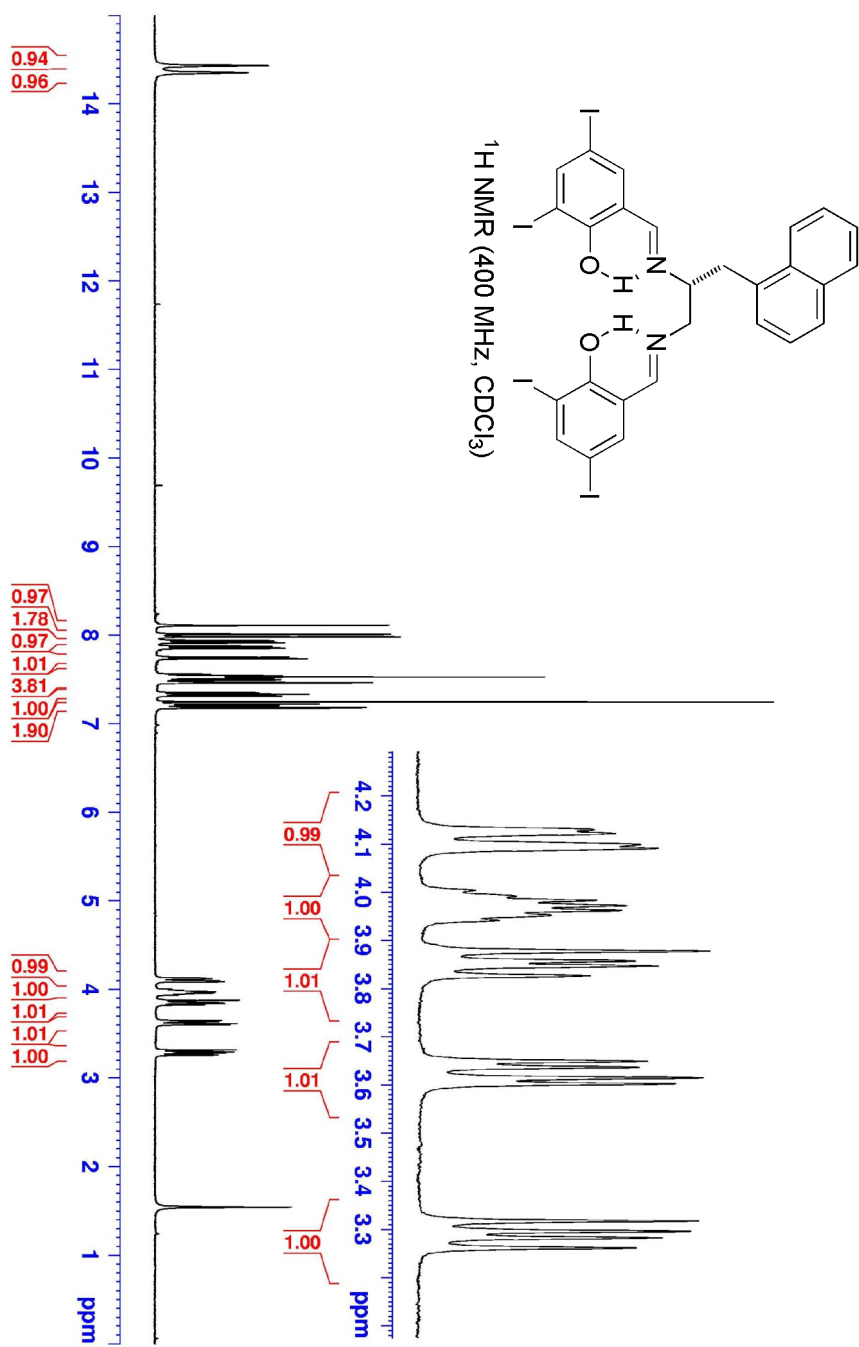 N N
H H
O O
I I I I
¹H NMR (400 MHz, CDCl₃)
4.2 4.1 4.0 3.9 3.8 3.7 3.6 3.5 3.4 3.3 ppm
0.99 1.00 1.01 1.01 1.00
14 13 12 11 10 9 8 7 6 5 4 3 2 1 ppm
0.94 0.96 0.97 1.78 0.97 1.01 3.81 1.00 1.90 0.99 1.00 1.01 1.01 1.00